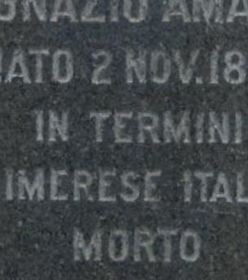 GNAZIO AMA
ATO 2 NOV. 18
IN TERMINI
IMERESE ITAL
MORTO